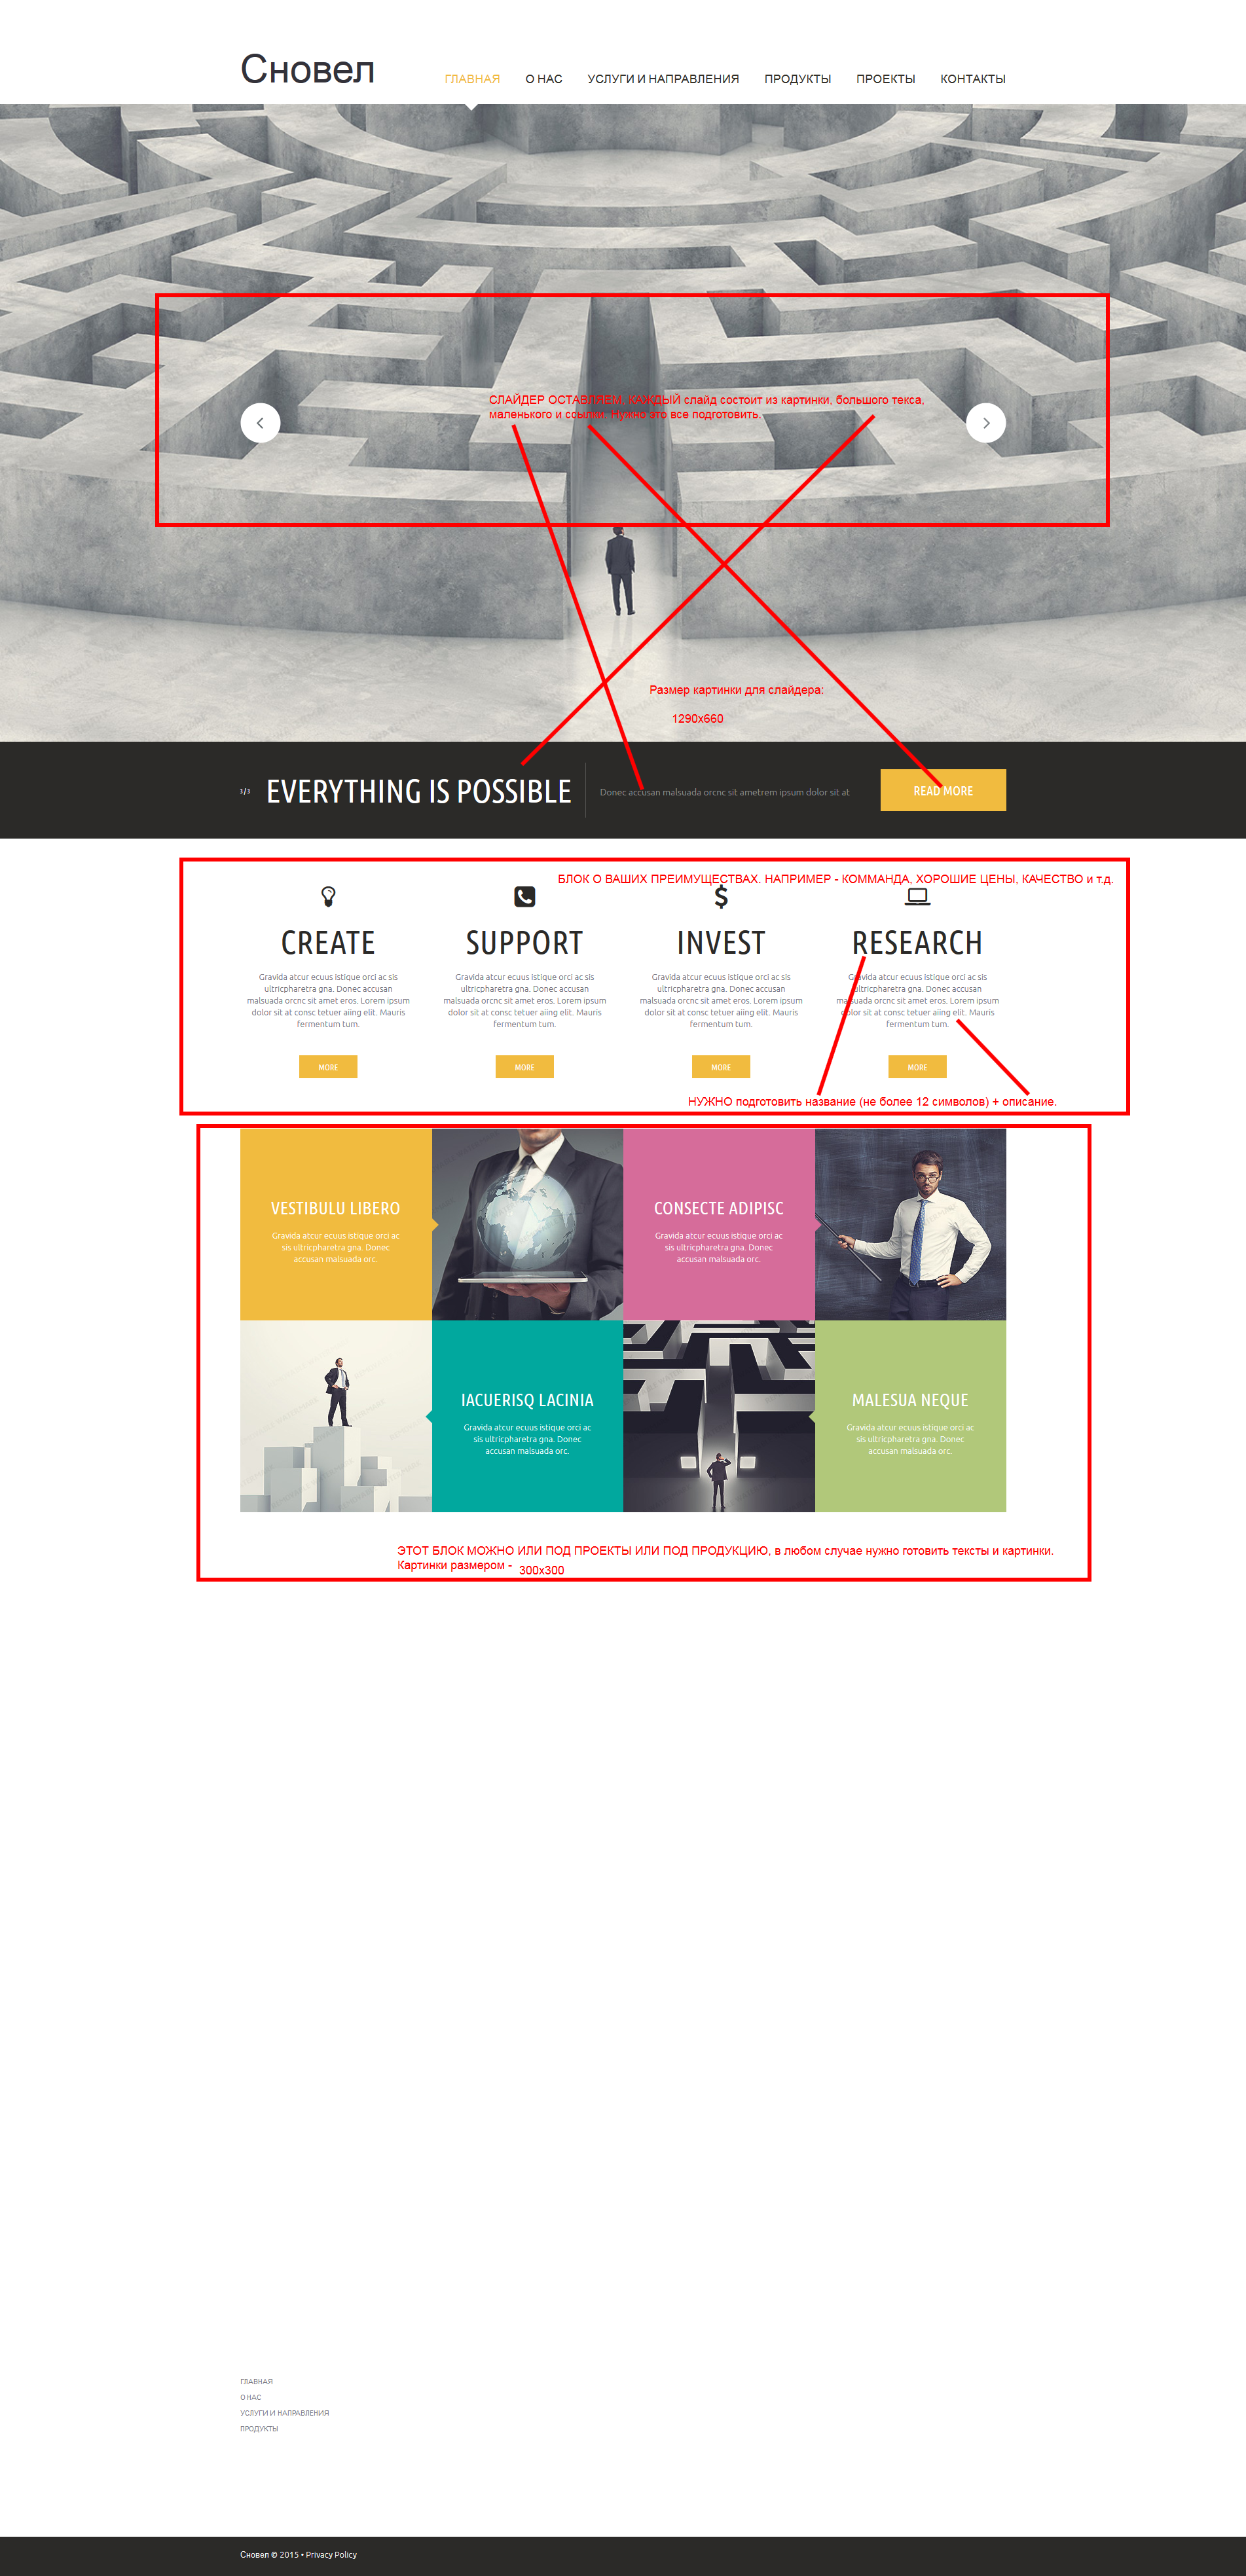 Сновел
ГЛАВНАЯ О НАС УСЛУГИ И НАПРАВЛЕНИЯ ПРОДУКТЫ ПРОЕКТЫ КОНТАКТЫ
СЛАЙДЕР ОСТАВЛЯЕМ, КАЖДЫЙ слайд состоит из картинки, большого текса,
маленького и ссылки. Нужно это все подготовить.
Размер картинки для слайдера:
1290x660
EVERYTHING IS POSSIBLE
Donec accusan malsuada orcnc sit ametrem ipsum dolor sit at
READ MORE
БЛОК О ВАШИХ ПРЕИМУЩЕСТВАХ. НАПРИМЕР - КОММАНДА, ХОРОШИЕ ЦЕНЫ, КАЧЕСТВО и т.д.
CREATE
Gravida atcur ecuus istique orci ac sis
ultricpharetra gna. Donec accusan
malsuada orcnc sit amet eros. Lorem ipsum
dolor sit at consc tetuer aiing elit. Mauris
fermentum tum.
MORE
SUPPORT
Gravida atcur ecuus istique orci ac sis
ultricpharetra gna. Donec accusan
malsuada orcnc sit amet eros. Lorem ipsum
dolor sit at consc tetuer aiing elit. Mauris
fermentum tum.
MORE
INVEST
Gravida atcur ecuus istique orci ac sis
ultricpharetra gna. Donec accusan
malsuada orcnc sit amet eros. Lorem ipsum
dolor sit at consc tetuer aiing elit. Mauris
fermentum tum.
MORE
RESEARCH
Gravida atcur ecuus istique orci ac sis
ultricpharetra gna. Donec accusan
malsuada orcnc sit amet eros. Lorem ipsum
dolor sit at consc tetuer aiing elit. Mauris
fermentum tum.
MORE
НУЖНО подготовить название (не более 12 символов) + описание.
VESTIBULU LIBERO
Gravida atcur ecuus istique orci ac
sis ultricpharetra gna. Donec
accusan malsuada orc.
CONSECTE ADIPISC
Gravida atcur ecuus istique orci ac
sis ultricpharetra gna. Donec
accusan malsuada orc.
IACUERISQ LACINIA
Gravida atcur ecuus istique orci ac
sis ultricpharetra gna. Donec
accusan malsuada orc.
MALESUA NEQUE
Gravida atcur ecuus istique orci ac
sis ultricpharetra gna. Donec
accusan malsuada orc.
ЭТОТ БЛОК МОЖНО ИЛИ ПОД ПРОЕКТЫ ИЛИ ПОД ПРОДУКЦИЮ, в любом случае нужно готовить тексты и картинки.
Картинки размером - 300x300
ГЛАВНАЯ
О НАС
УСЛУГИ И НАПРАВЛЕНИЯ
ПРОДУКТЫ
Сновел © 2015 • Privacy Policy